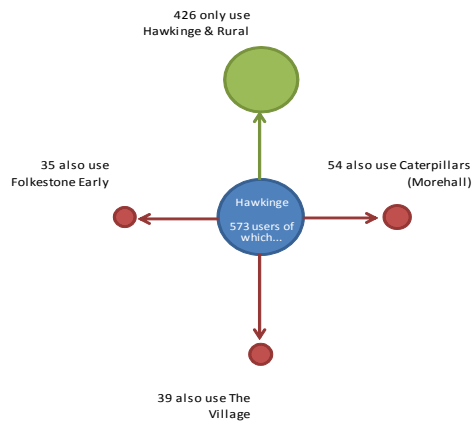 426 only use
Hawkinge & Rural
35 also use
Folkestone Early
54 also use Caterpillars
(Morehall)
Hawkinge
573 users of
which...
39 also use The
Village